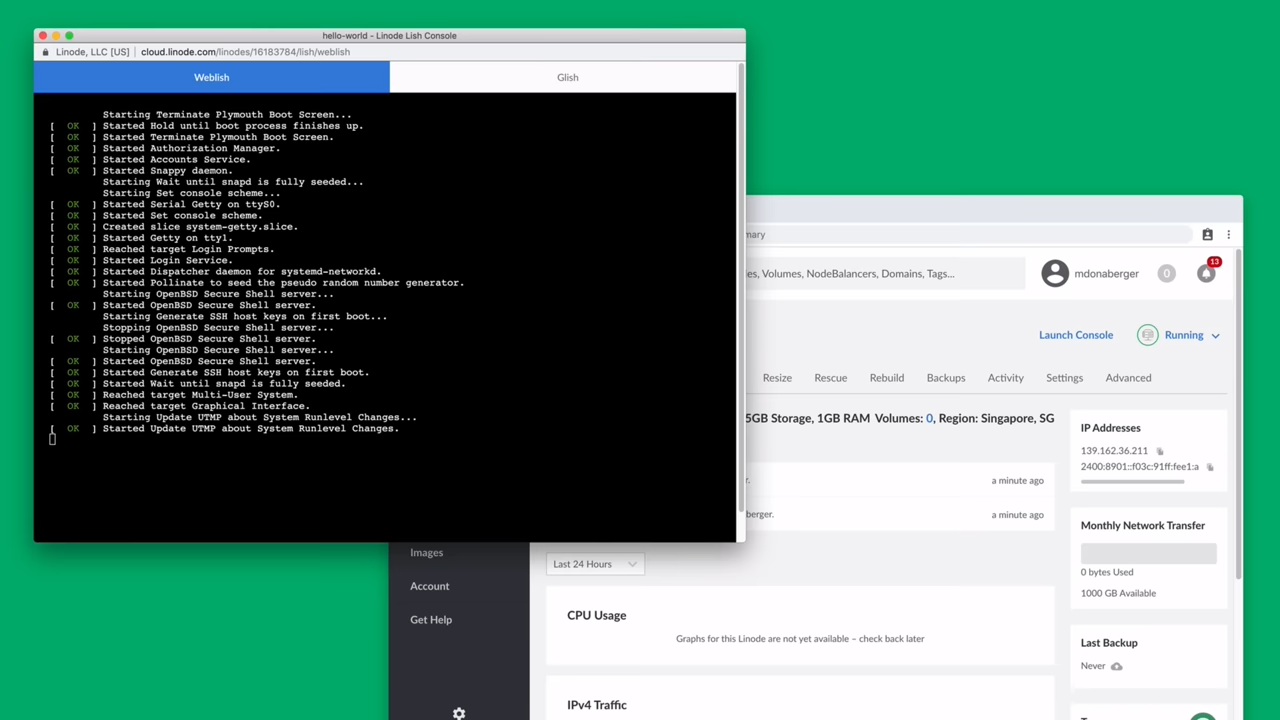 hello-world - Linode Lish Console
Linode, LLC [US] | cloud.linode.com/linodes/16183784/lish/weblish
Weblish Glish
Starting Terminate Plymouth Boot Screen...
[ OK ] Started Hold until boot process finishes up.
[ OK ] Started Terminate Plymouth Boot Screen.
[ OK ] Started Authorization Manager.
[ OK ] Started Accounts Service.
[ OK ] Started Snappy daemon.
Starting Wait until snapd is fully seeded...
Starting Set console scheme...
[ OK ] Started Serial Getty on ttyS0.
[ OK ] Started Set console scheme.
[ OK ] Created slice system-getty.slice.
[ OK ] Started Getty on tty1.
[ OK ] Reached target Login Prompts.
[ OK ] Started Login Service.
[ OK ] Started Dispatcher daemon for systemd-networkd.
[ OK ] Started Pollinate to seed the pseudo random number generator.
Starting OpenBSD Secure Shell server...
[ OK ] Started OpenBSD Secure Shell server.
Starting Generate SSH host keys on first boot...
Stopping OpenBSD Secure Shell server...
[ OK ] Stopped OpenBSD Secure Shell server.
Starting OpenBSD Secure Shell server...
[ OK ] Started OpenBSD Secure Shell server.
[ OK ] Started Generate SSH host keys on first boot.
[ OK ] Started Wait until snapd is fully seeded.
[ OK ] Reached target Multi-User System.
[ OK ] Reached target Graphical Interface.
Starting Update UTMP about System Runlevel Changes...
[ OK ] Started Update UTMP about System Runlevel Changes.
mary
es, Volumes, NodeBalancers, Domains, Tags...
mdonaberger 0 13
Launch Console Running
Resize Rescue Rebuild Backups Activity Settings Advanced
5GB Storage, 1GB RAM Volumes: 0, Region: Singapore, SG
r. a minute ago
berger. a minute ago
IP Addresses
139.162.36.211
2400:8901::f03c:91ff:fee1:a
Monthly Network Transfer
0 bytes Used
1000 GB Available
Last Backup
Never
Images
Account
Get Help
Last 24 Hours
CPU Usage
Graphs for this Linode are not yet available – check back later
IPv4 Traffic